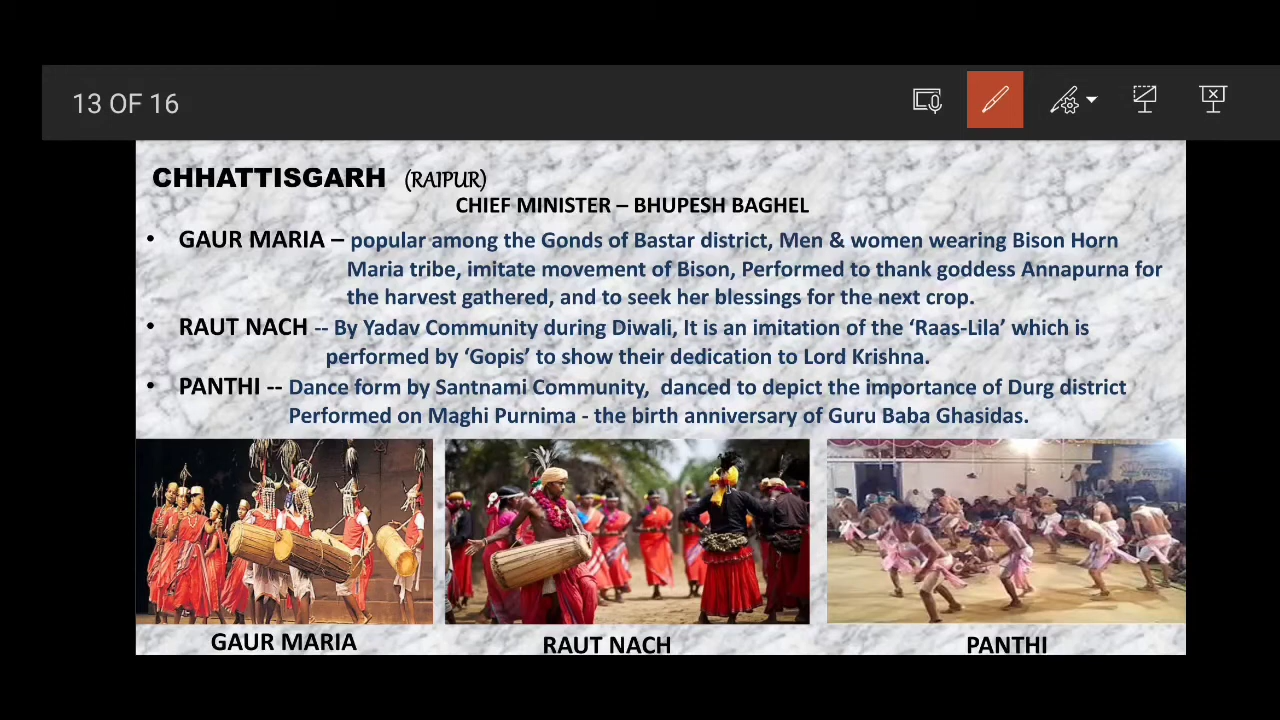 13 OF 16
CHHATTISGARH (RAIPUR)
CHIEF MINISTER – BHUPESH BAGHEL
• GAUR MARIA – popular among the Gonds of Bastar district, Men & women wearing Bison Horn
Maria tribe, imitate movement of Bison, Performed to thank goddess Annapurna for
the harvest gathered, and to seek her blessings for the next crop.
• RAUT NACH -- By Yadav Community during Diwali, It is an imitation of the ‘Raas-Lila’ which is
performed by ‘Gopis’ to show their dedication to Lord Krishna.
• PANTHI -- Dance form by Santnami Community, danced to depict the importance of Durg district
Performed on Maghi Purnima - the birth anniversary of Guru Baba Ghasidas.
GAUR MARIA
RAUT NACH
PANTHI